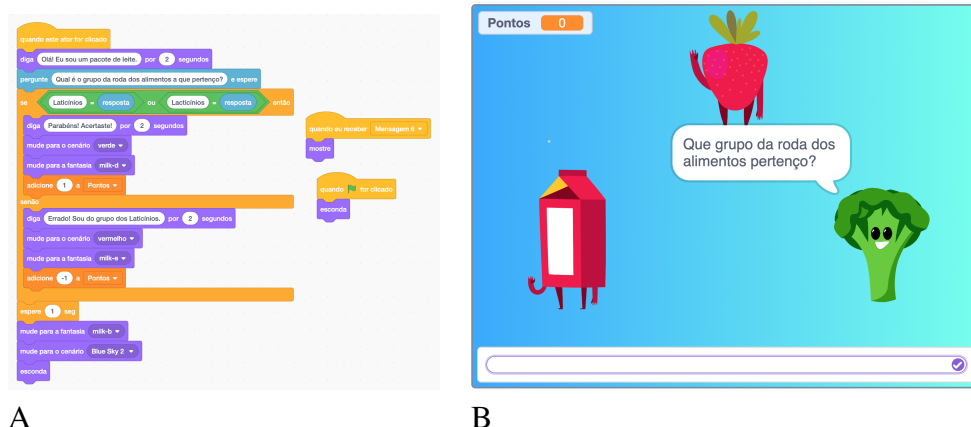 quando este ator for clicado
diga Olá! Eu sou um pacote de leite. por 2 segundos
pergunte Qual é o grupo da roda dos alimentos a que pertenço? e espere
se Laticínios = resposta ou Lacticínios = resposta então
diga Parabéns! Acertaste! por 2 segundos
mude para o cenário verde
mude para a fantasia milk-d
adicione 1 a Pontos
senão
diga Errado! Sou do grupo dos Laticínios. por 2 segundos
mude para o cenário vermelho
mude para a fantasia milk-e
adicione -1 a Pontos
espere 1 seg
mude para a fantasia milk-b
mude para o cenário Blue Sky 2
esconda
quando eu receber Mensagem 6
mostre
quando for clicado
esconda
A
Pontos 0
Que grupo da roda dos
alimentos pertenço?
B